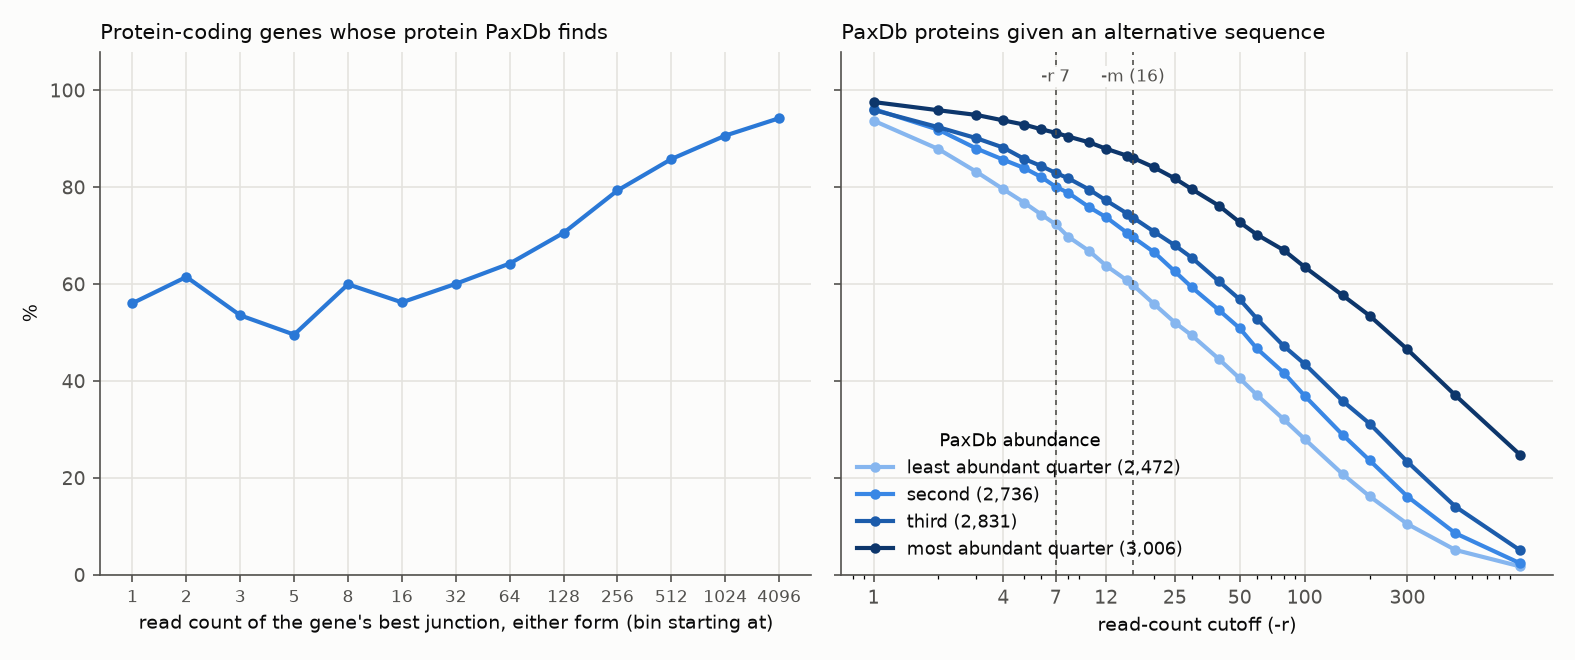 Protein-coding genes whose protein PaxDb finds
PaxDb proteins given an alternative sequence
%
100
80
60
40
20
0
1 2 3 5 8 16 32 64 128 256 512 1024 4096
read count of the gene's best junction, either form (bin starting at)
-r 7 -m (16)
PaxDb abundance
least abundant quarter (2,472)
second (2,736)
third (2,831)
most abundant quarter (3,006)
1 4 7 12 25 50 100 300
read-count cutoff (-r)